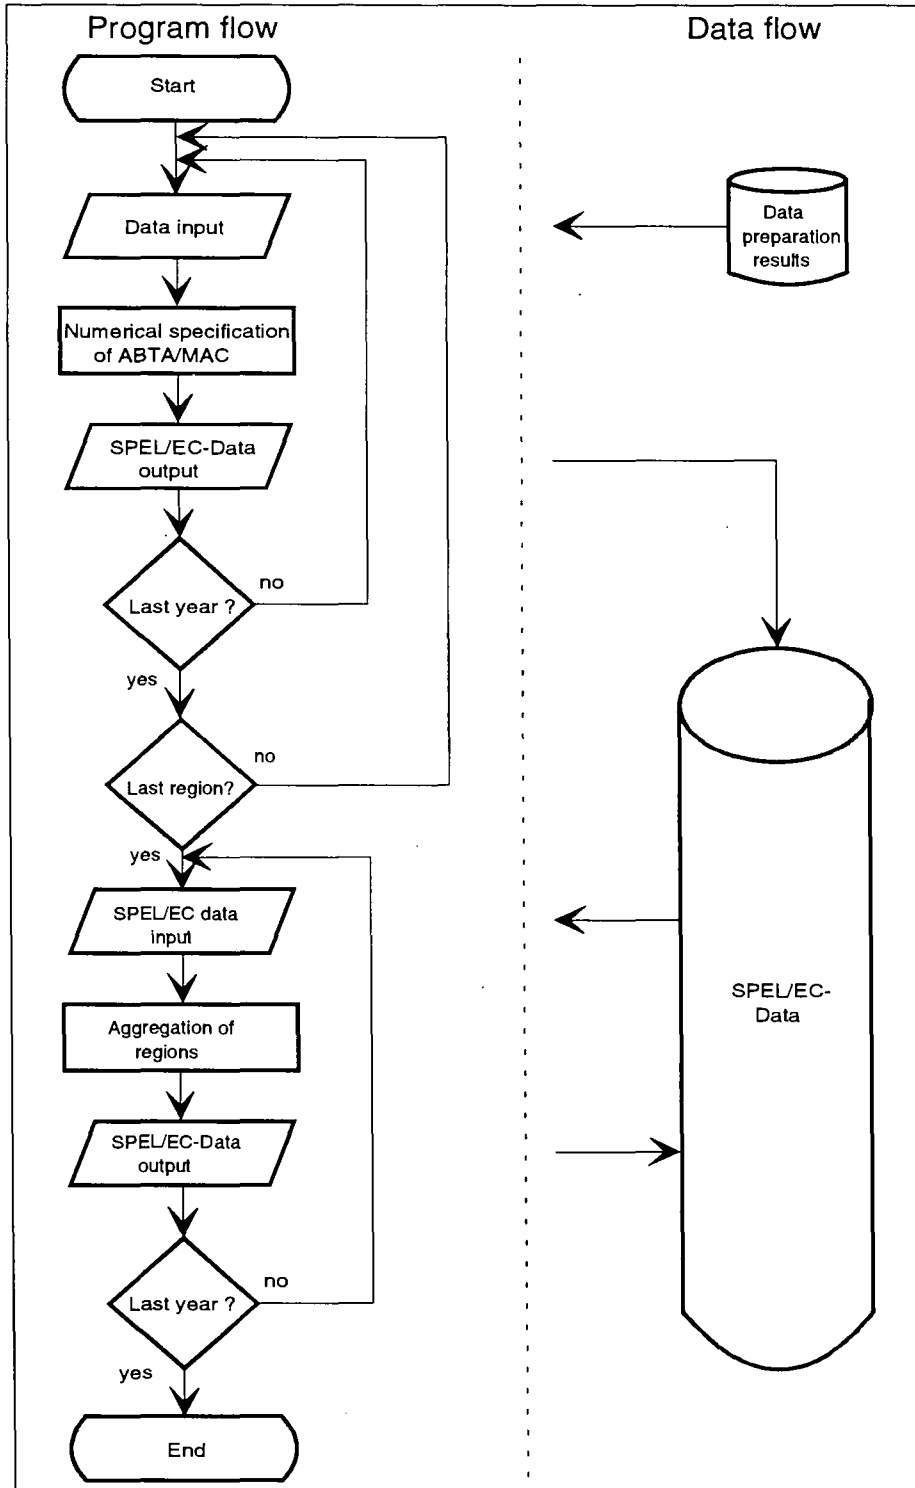 Program flow
Data flow
Start
Data input
Data
preparation
results
Numerical specification
of ABTA/MAC
SPEL/EC-Data
output
no
Last year ?
yes
no
Last region?
yes
SPEL/EC data
input
SPEL/EC-
Data
Aggregation of
regions
SPEL/EC-Data
output
no
Last year ?
yes
End